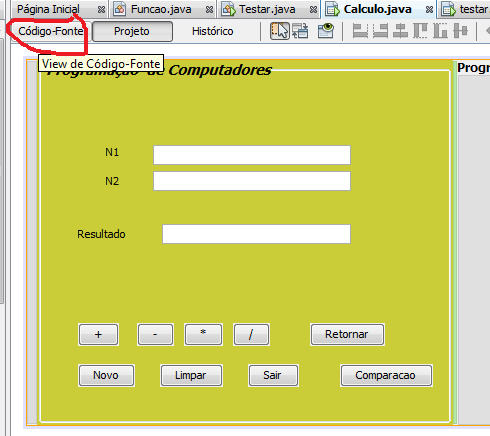 Página Inicial Funcao.java Testar.java Calculo.java testar
Código-Fonte Projeto Histórico
View de Código-Fonte
Programação de Computadores
Progr
N1
N2
Resultado
+ - * / Retornar
Novo Limpar Sair Comparacao